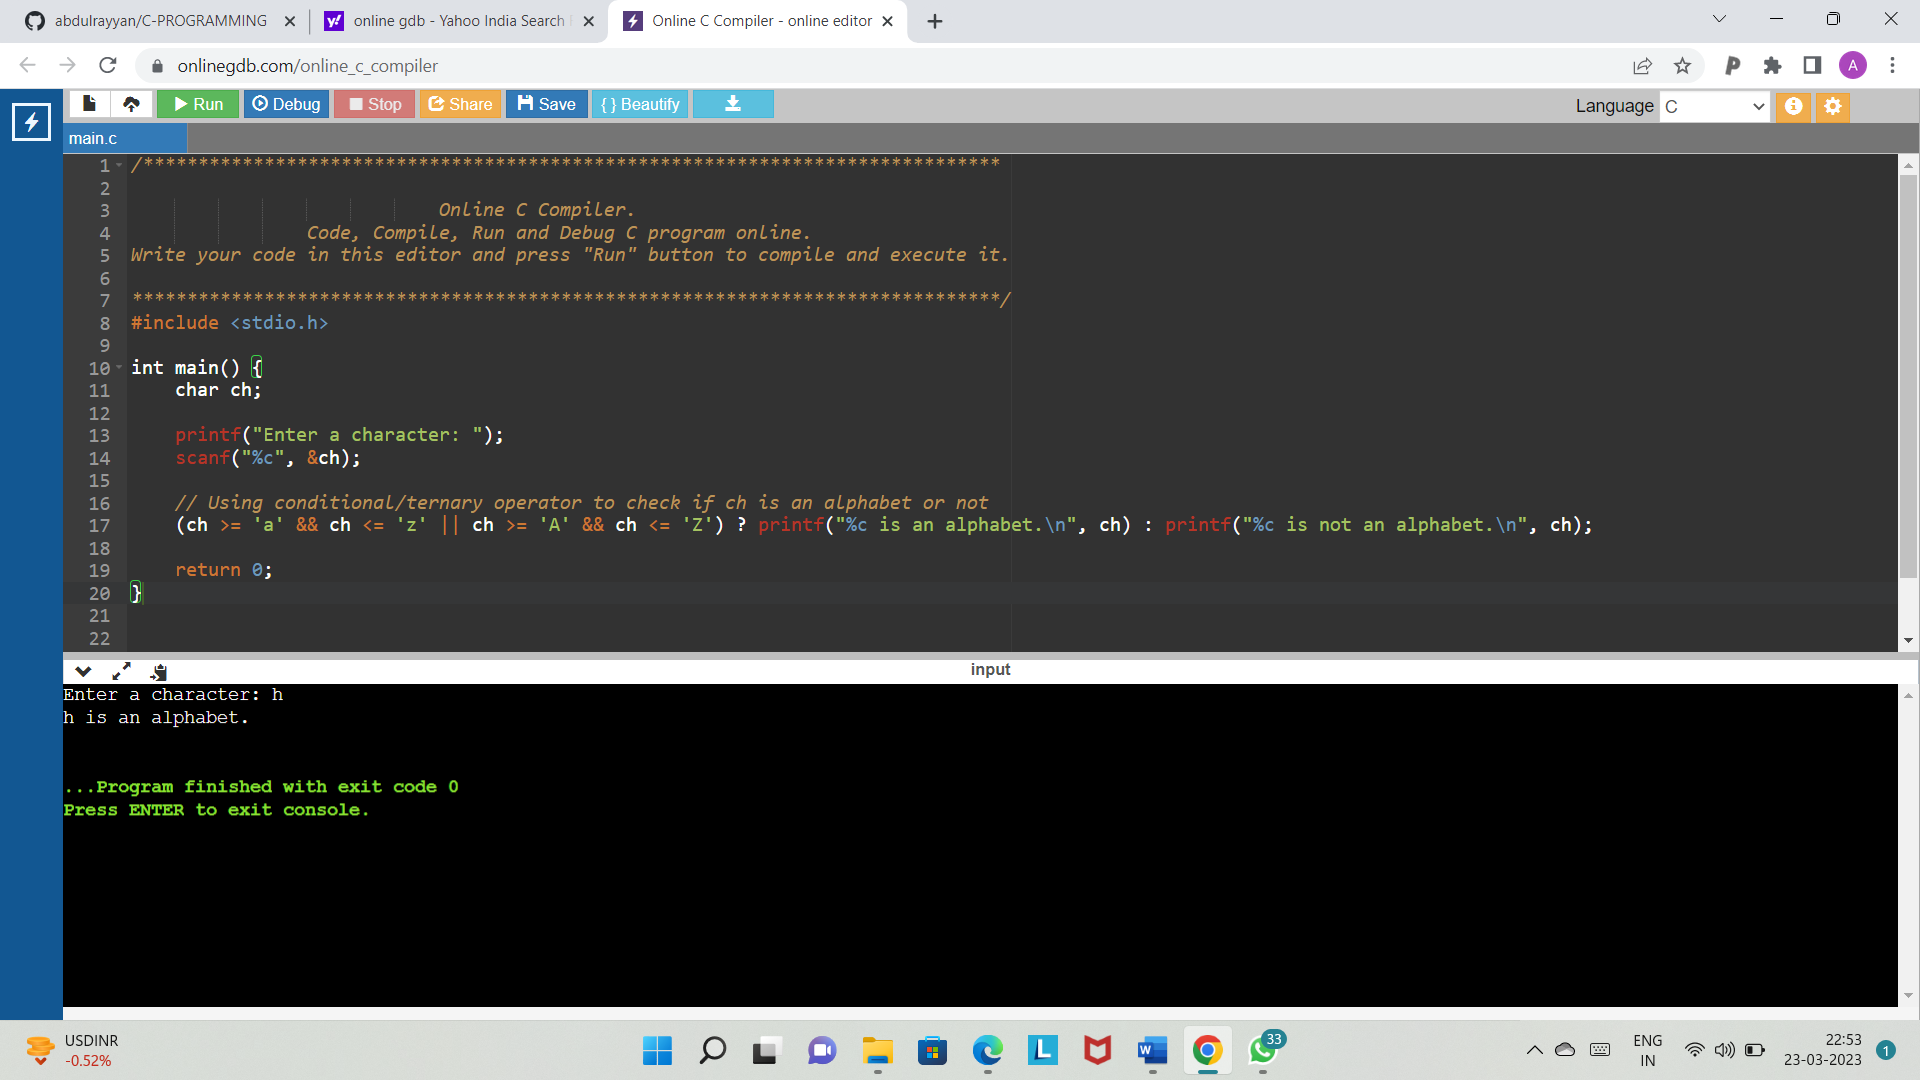 abdulrayyan/C-PROGRAMMING
online gdb - Yahoo India Search
Online C Compiler - online editor
onlinegdb.com/online_c_compiler
A
Run Debug Stop Share Save { } Beautify
Language C
main.c
1 /******************************************************************************
2
3 Online C Compiler.
4 Code, Compile, Run and Debug C program online.
5 Write your code in this editor and press "Run" button to compile and execute it.
6
7 *******************************************************************************/
8 #include <stdio.h>
9
10 int main() {
11 char ch;
12
13 printf("Enter a character: ");
14 scanf("%c", &ch);
15
16 // Using conditional/ternary operator to check if ch is an alphabet or not
17 (ch >= 'a' && ch <= 'z' || ch >= 'A' && ch <= 'Z') ? printf("%c is an alphabet.\n", ch) : printf("%c is not an alphabet.\n", ch);
18
19 return 0;
20 }
21
22
input
Enter a character: h
h is an alphabet.
...Program finished with exit code 0
Press ENTER to exit console.
USDINR
-0.52%
33
ENG
IN
22:53
23-03-2023
1